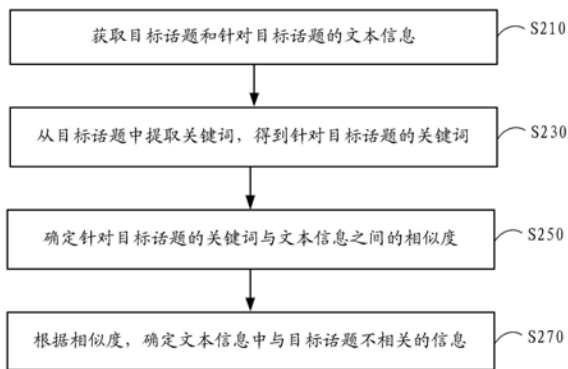 获取目标话题和针对目标话题的文本信息
S210
从目标话题中提取关键词，得到针对目标话题的关键词
S230
确定针对目标话题的关键词与文本信息之间的相似度
S250
根据相似度，确定文本信息中与目标话题不相关的信息
S270